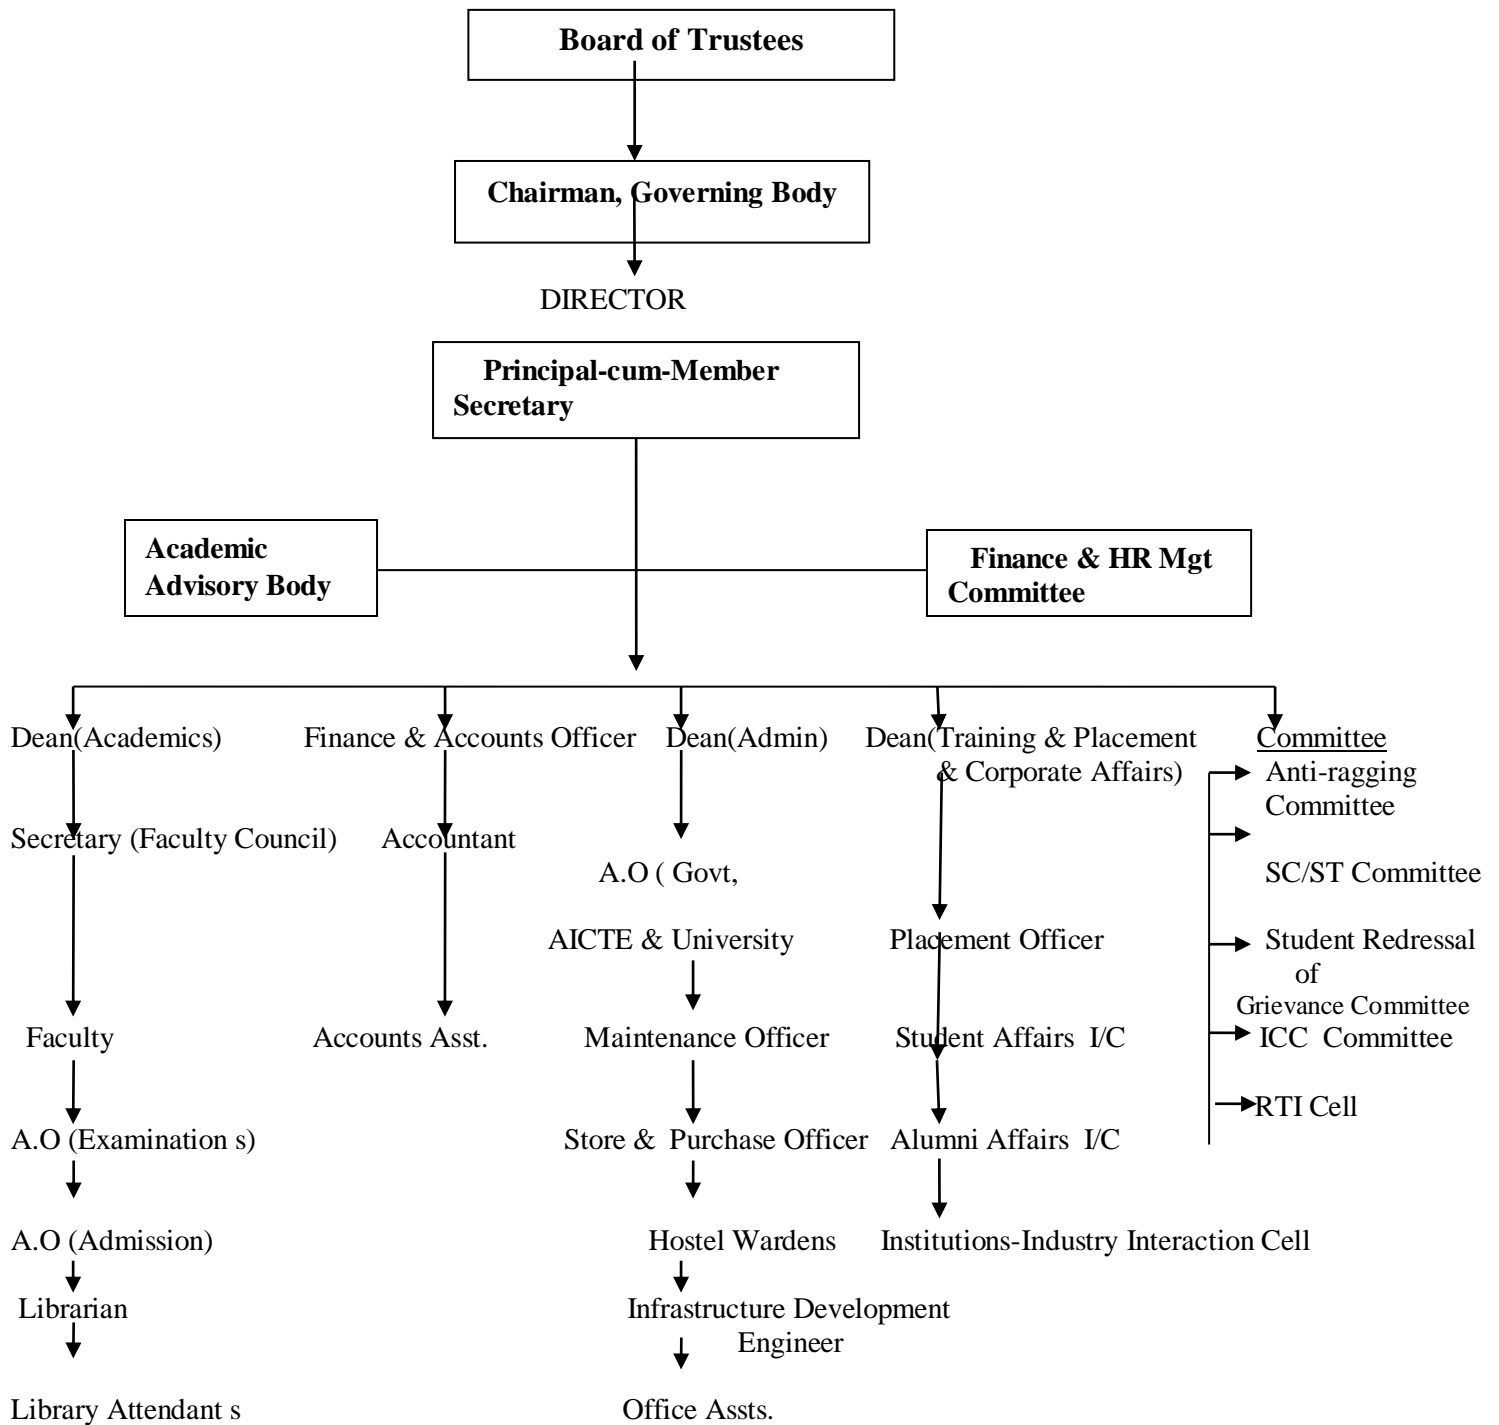 Board of Trustees
Chairman, Governing Body
DIRECTOR
Principal-cum-Member
Secretary
Academic
Advisory Body
Finance & HR Mgt
Committee
Dean(Academics)
Secretary (Faculty Council)
Faculty
A.O (Examination s)
A.O (Admission)
Librarian
Library Attendant s
Finance & Accounts Officer
Accountant
Accounts Asst.
Dean(Admin)
A.O ( Govt,
AICTE & University
Maintenance Officer
Store & Purchase Officer
Hostel Wardens
Infrastructure Development
Engineer
Office Assts.
Dean(Training & Placement
& Corporate Affairs)
Placement Officer
Student Affairs I/C
Alumni Affairs I/C
Institutions-Industry Interaction Cell
Committee
Anti-ragging
Committee
SC/ST Committee
Student Redressal
of
Grievance Committee
ICC Committee
RTI Cell